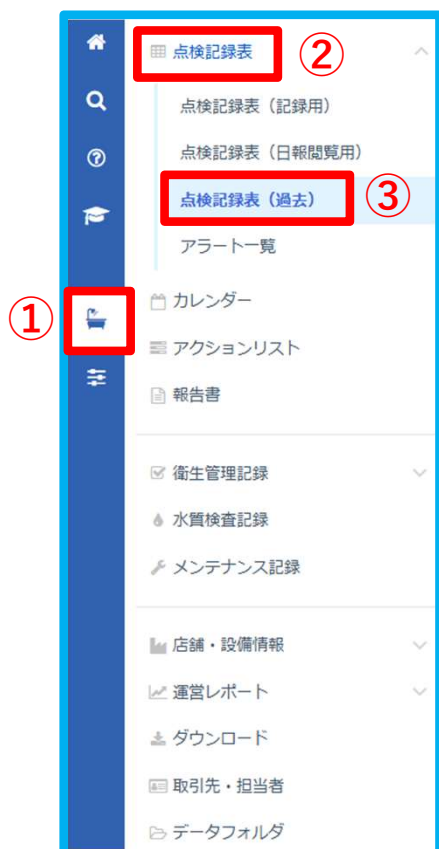 点検記録表 ②
点検記録表（記録用）
点検記録表（日報閲覧用）
点検記録表（過去） ③
アラート一覧
①
カレンダー
アクションリスト
報告書
衛生管理記録
水質検査記録
メンテナンス記録
店舗・設備情報
運営レポート
ダウンロード
取引先・担当者
データフォルダ